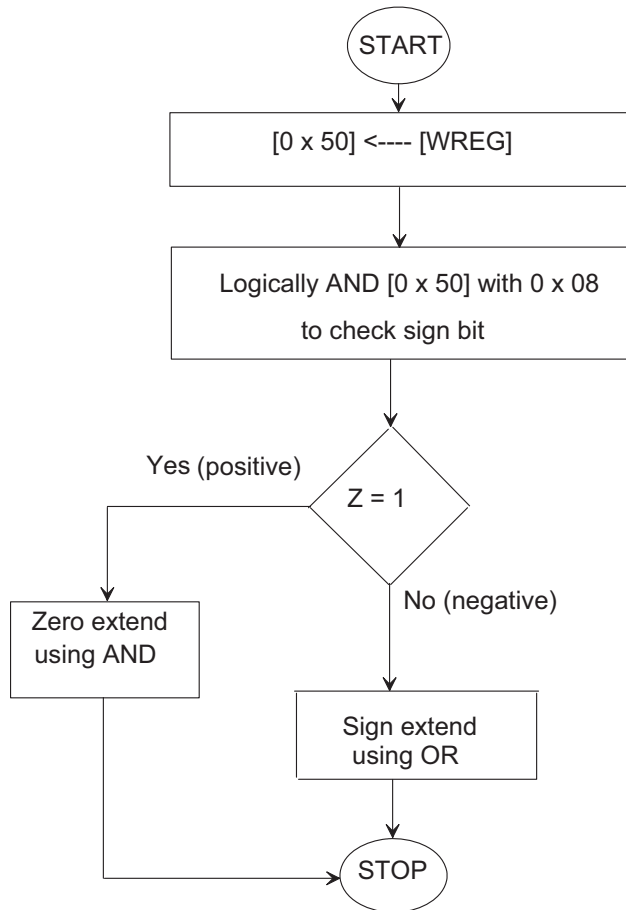 START
[0 x 50] <---- [WREG]
Logically AND [0 x 50] with 0 x 08
to check sign bit
Yes (positive)
Z = 1
No (negative)
Zero extend
using AND
Sign extend
using OR
STOP